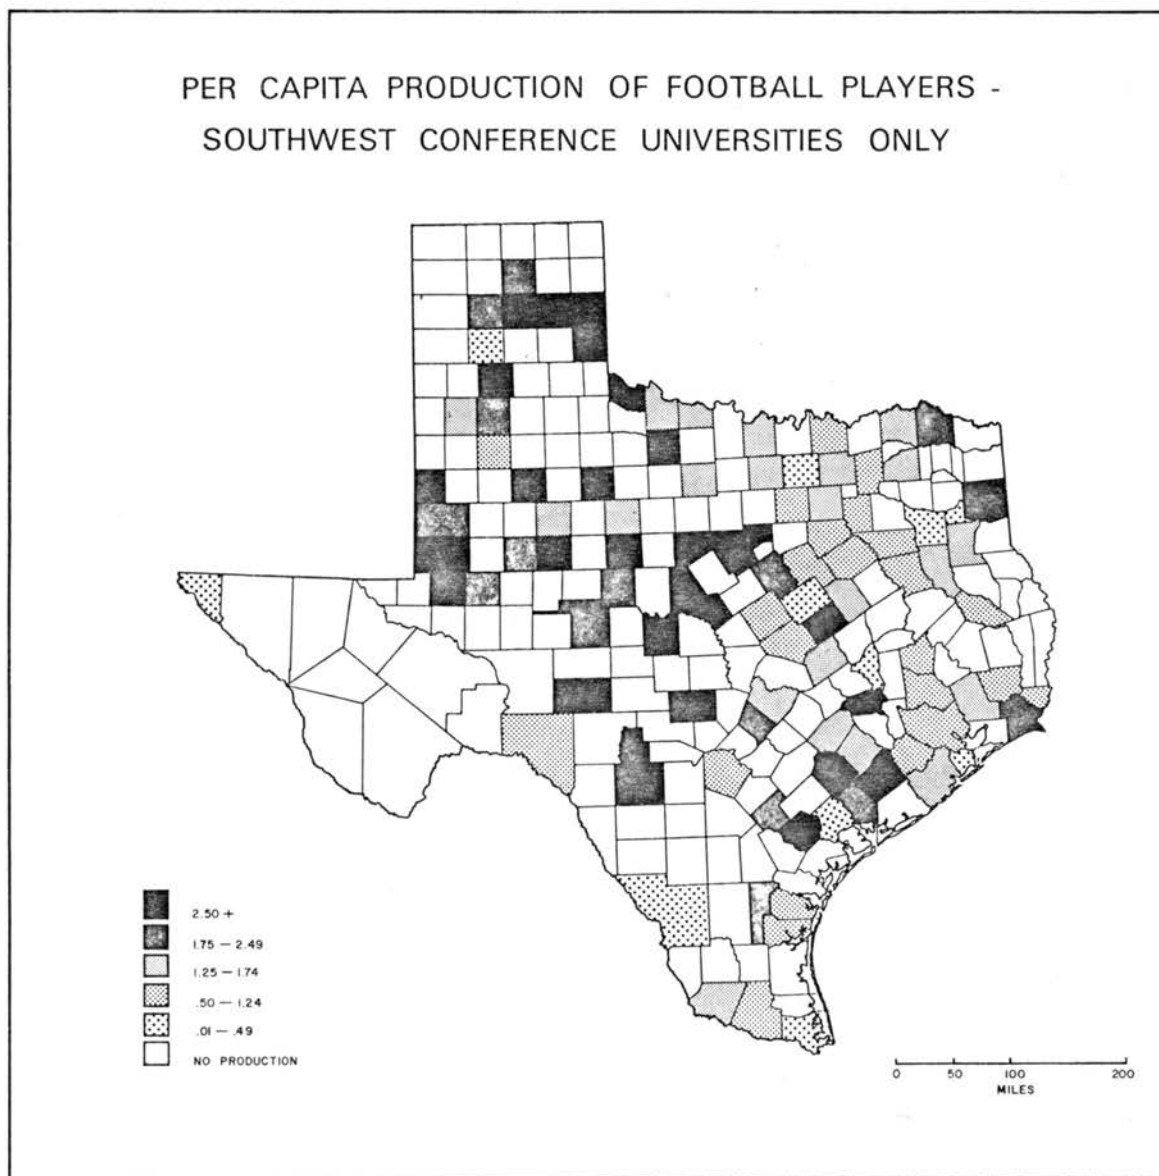 PER CAPITA PRODUCTION OF FOOTBALL PLAYERS -
SOUTHWEST CONFERENCE UNIVERSITIES ONLY
2.50 +
1.75 – 2.49
1.25 – 1.74
.50 – 1.24
.01 – .49
NO PRODUCTION
0 50 100 200
MILES